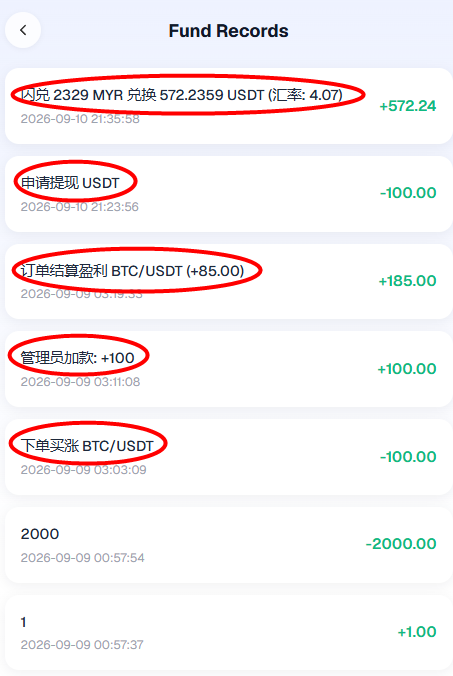 Fund Records
闪兑 2329 MYR 兑换 572.2359 USDT (汇率: 4.07)
+572.24
2026-09-10 21:35:58
申请提现 USDT
-100.00
2026-09-10 21:23:56
订单结算盈利 BTC/USDT (+85.00)
+185.00
2026-09-09 03:19:33
管理员加款: +100
+100.00
2026-09-09 03:11:08
下单买涨 BTC/USDT
-100.00
2026-09-09 03:03:09
2000
-2000.00
2026-09-09 00:57:54
1
+1.00
2026-09-09 00:57:37